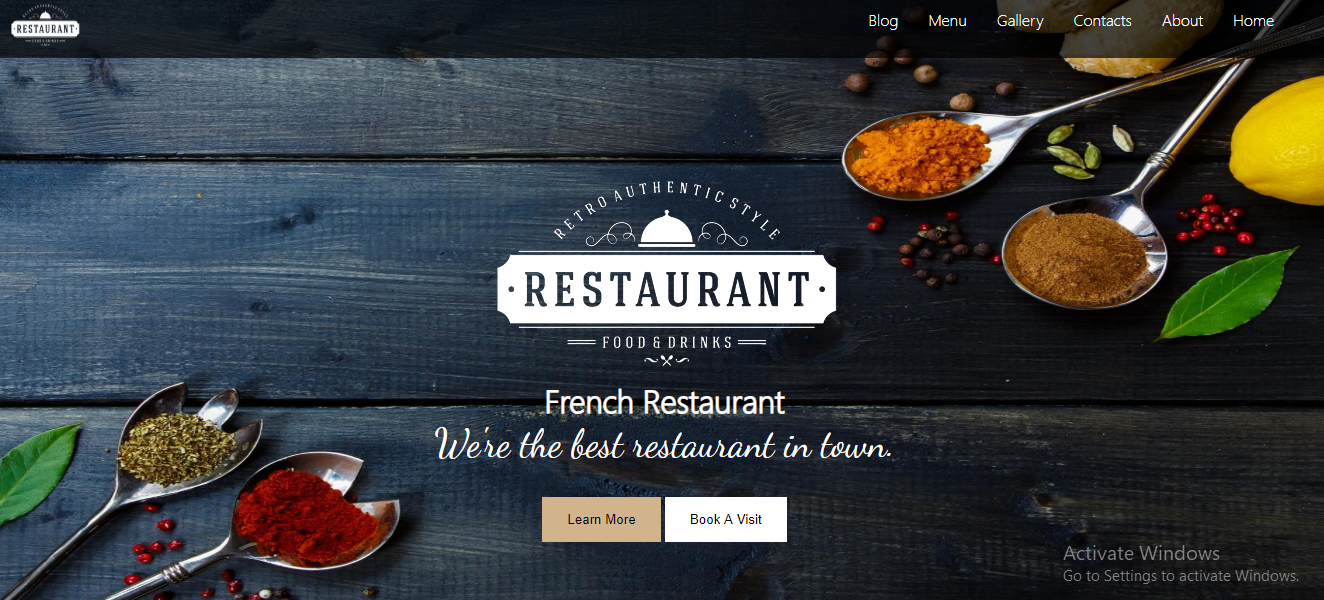 RESTAURANT
Blog Menu Gallery Contacts About Home
RETRO AUTHENTIC STYLE
· RESTAURANT ·
FOOD & DRINKS
French Restaurant
We're the best restaurant in town.
Learn More
Book A Visit
Activate Windows
Go to Settings to activate Windows.